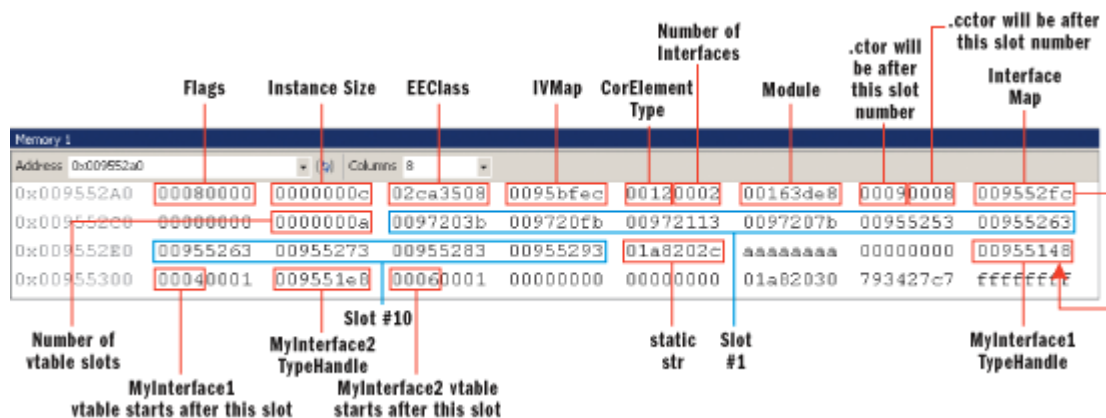 Number of
Interfaces
.ctor will
be after
this slot
number
.cctor will be after
this slot number
Flags
Instance Size
EEClass
IVMap
CorElement
Type
Module
Interface
Map
Memory 1
Address 0x009552a0 Columns 8
0x009552A0 00080000 0000000c 02ca3508 0095bfec 00120002 00163de8 00090008 009552fc
0x009552C0 00000000 0000000a 0097203b 009720fb 00972113 0097207b 00955253 00955263
0x009552E0 00955263 00955273 00955283 00955293 01a8202c aaaaaaaa 00000000 00955148
0x00955300 00040001 009551e8 00060001 00000000 00000000 01a82030 793427c7 ffffffff
Number of
vtable slots
Slot #10
MyInterface2
TypeHandle
static
str
Slot
#1
MyInterface1
TypeHandle
MyInterface1
vtable starts after this slot
MyInterface2 vtable
starts after this slot